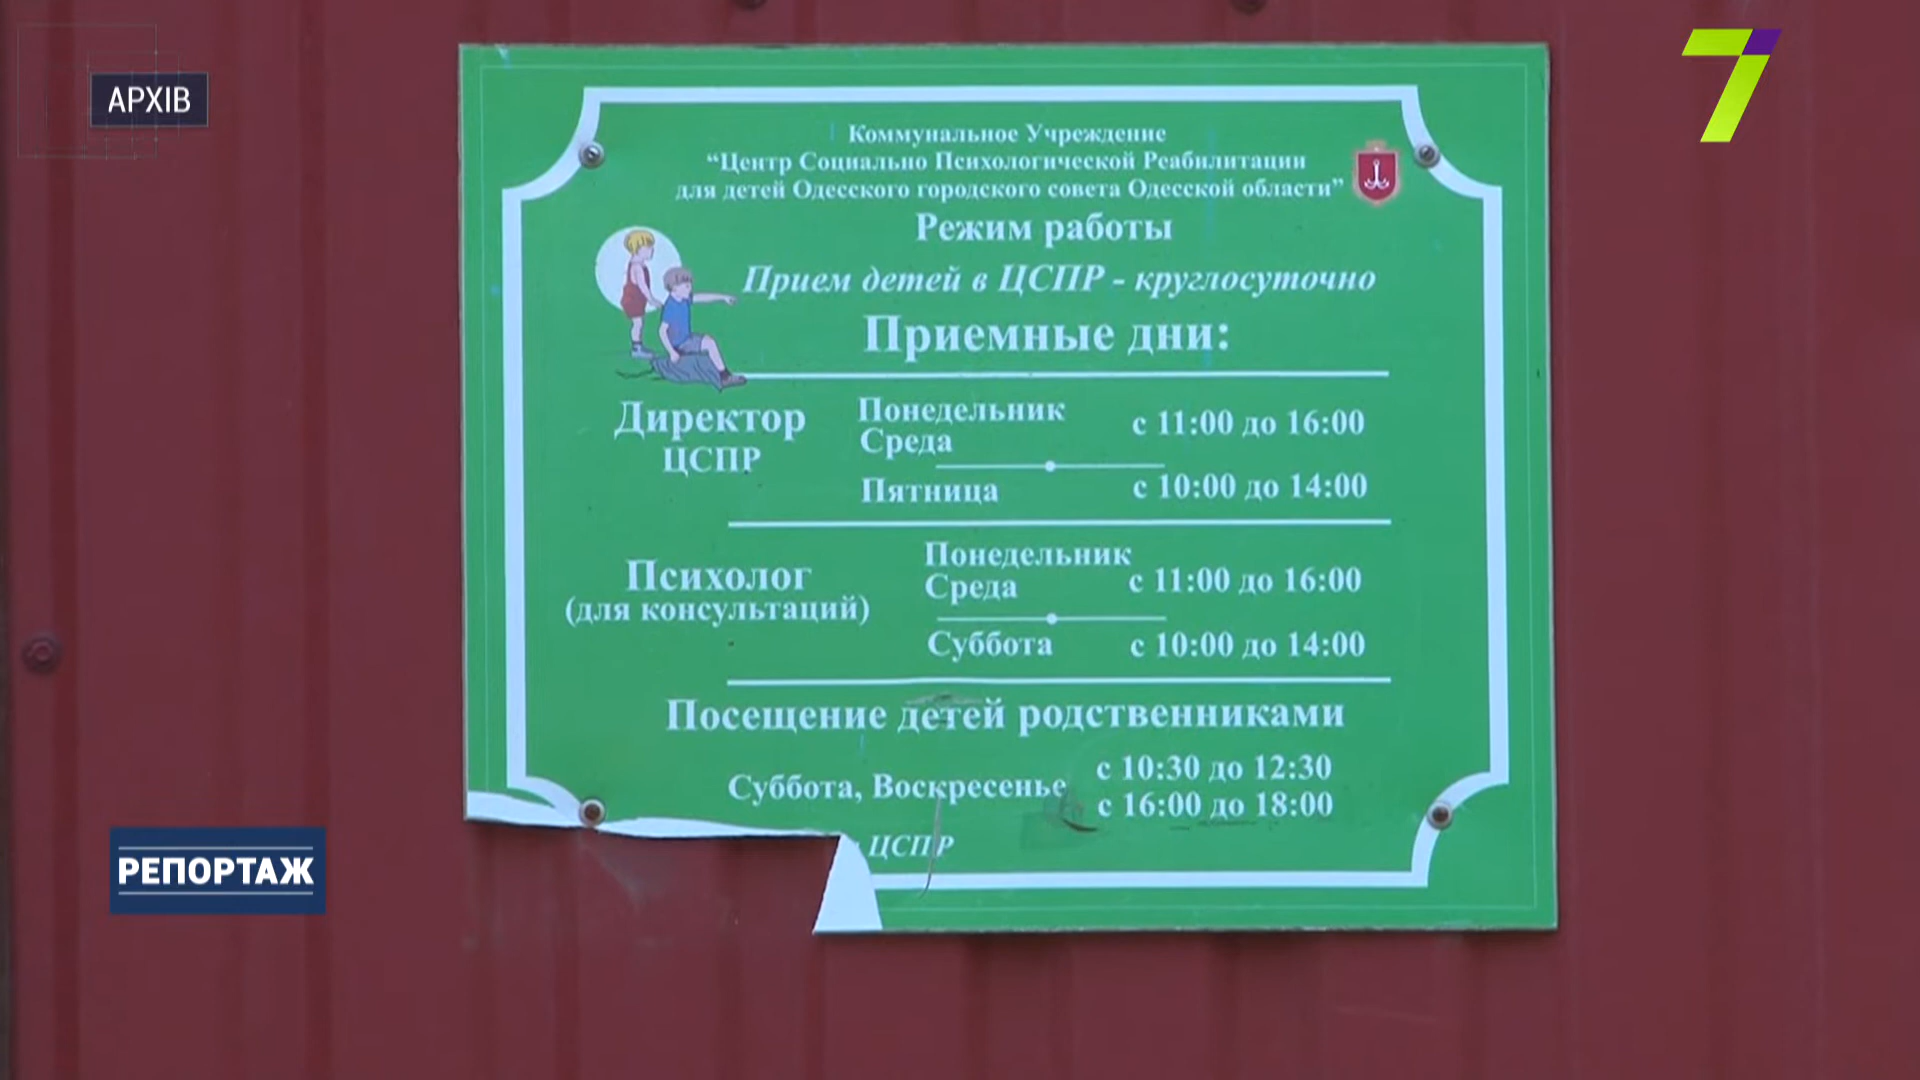 АРХІВ
7
Коммунальное Учреждение
“Центр Социально Психологической Реабилитации
для детей Одесского городского совета Одесской области”
Режим работы
Прием детей в ЦСПР - круглосуточно
Приемные дни:
Директор
ЦСПР
Понедельник
Среда
с 11:00 до 16:00
Пятница
с 10:00 до 14:00
Психолог
(для консультаций)
Понедельник
Среда
с 11:00 до 16:00
Суббота
с 10:00 до 14:00
Посещение детей родственниками
Суббота, Воскресенье
с 10:30 до 12:30
с 16:00 до 18:00
ЦСПР
РЕПОРТАЖ